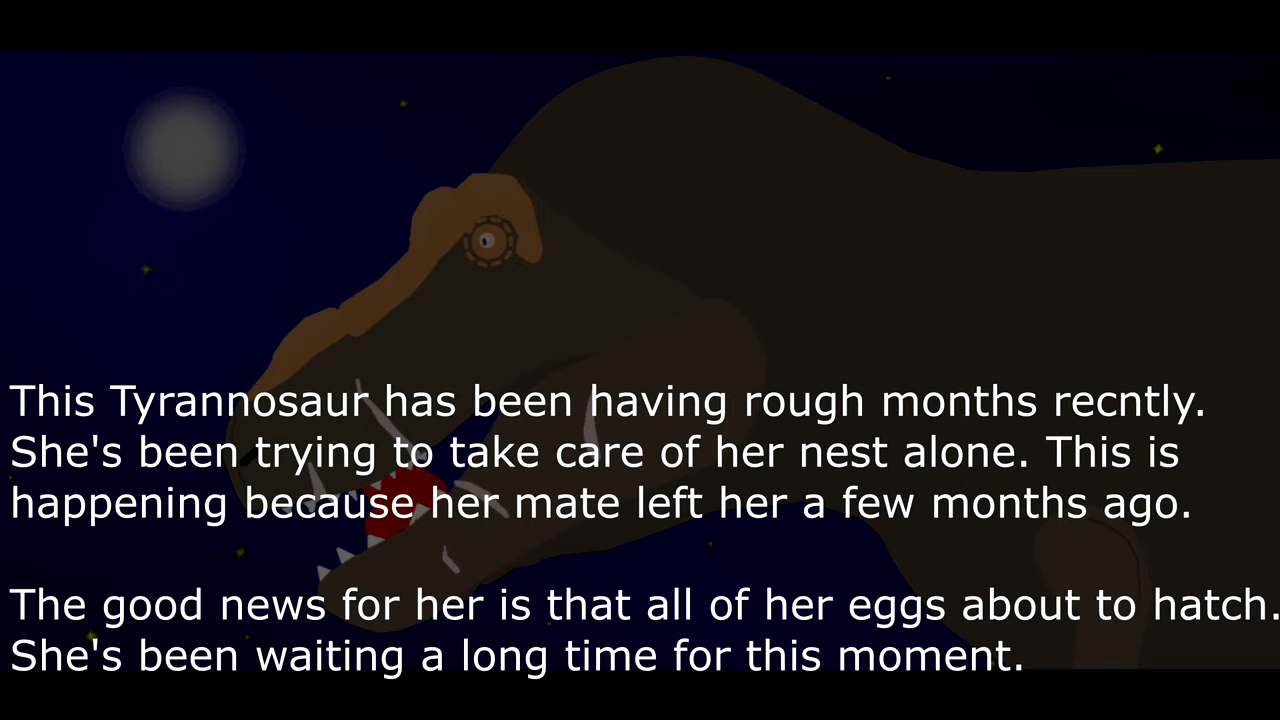 This Tyrannosaur has been having rough months recntly.
She's been trying to take care of her nest alone. This is
happening because her mate left her a few months ago.
The good news for her is that all of her eggs about to hatch.
She's been waiting a long time for this moment.